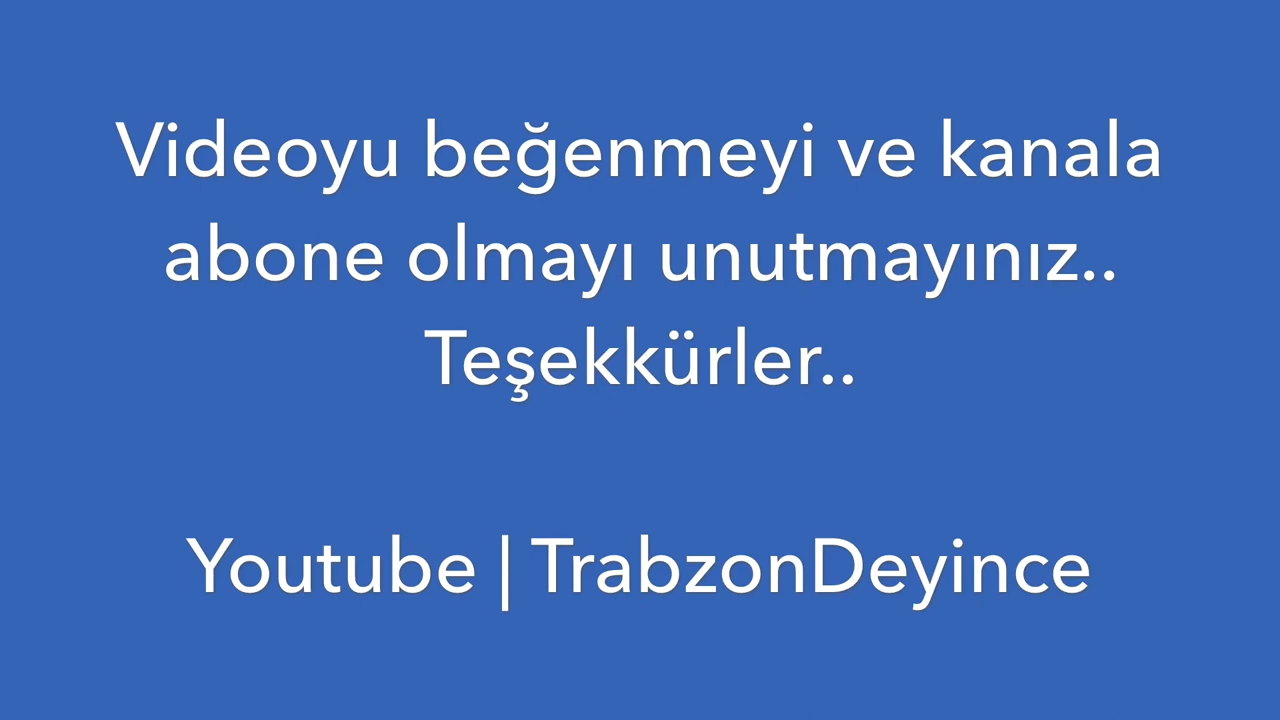 Videoyu beğenmeyi ve kanala
abone olmayı unutmayınız..
Teşekkürler..
Youtube | TrabzonDeyince